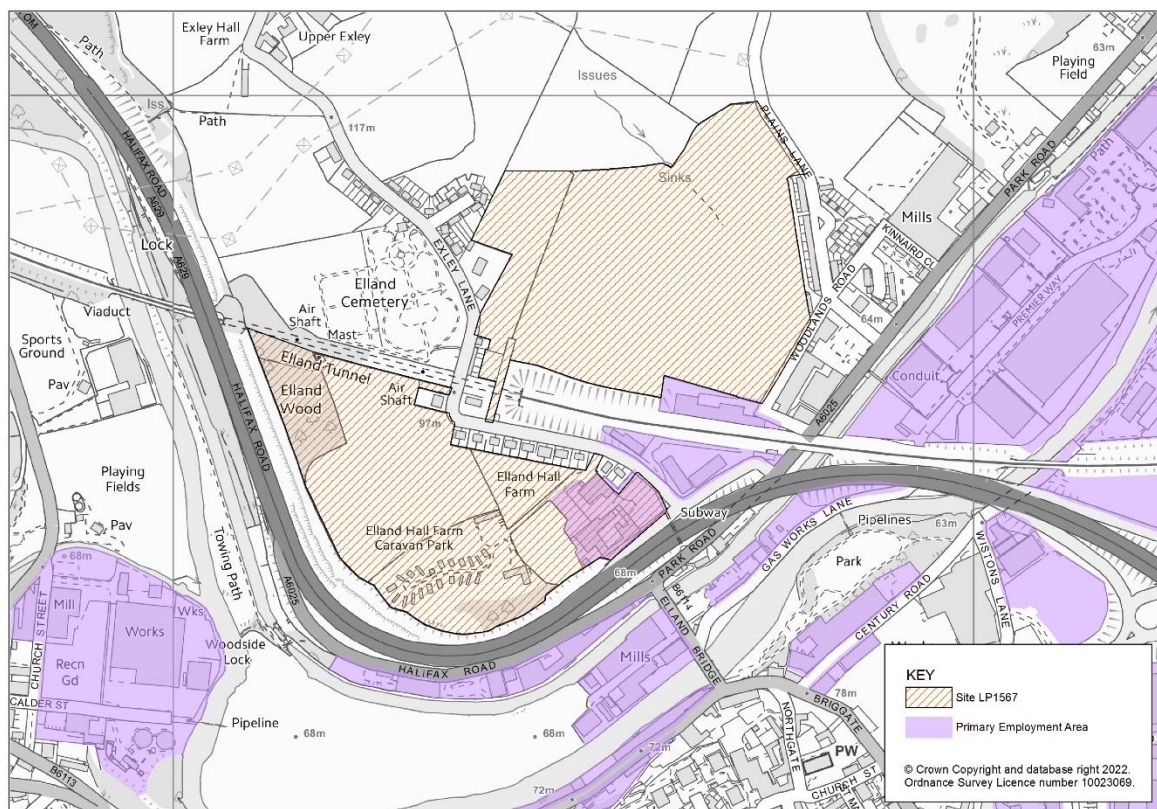 OM
Exley Hall
Farm
Upper Exley
Path
Iss
Path
117m
Issues
Playing
Field
63m
PLAINS LANE
PARK ROAD
Path
HALIFAX ROAD
A629
Lock
A629
Sinks
Mills
KINNAIRD CL
EXLEY LANE
Elland
Cemetery
Air
Shaft
Mast
Viaduct
Sports
Ground
Pav
WOODLANDS ROAD
64m
PREMIER WAY
Conduit
Elland Tunnel
Elland
Wood
Air
Shaft
97m
A6025
HALIFAX ROAD
Elland Hall
Farm
Subway
Playing
Fields
Pav
Elland Hall Farm
Caravan Park
PARK ROAD
GAS WORKS LANE
Pipelines
63m
Towing Path
68m
A6025
68m
B6114
Park
WISTONS LANE
CENTURY ROAD
CHURCH STREET
Mill
Wks
Works
Recn
Gd
Woodside
Lock
HALIFAX ROAD
Mills
ELLAND BRIDGE
CALDER ST
Pipeline
68m
68m
78m
BRIGGATE
NORTHGATE
72m
PW
CHURCH ST
B6113
72m
KEY
Site LP1567
Primary Employment Area
© Crown Copyright and database right 2022.
Ordnance Survey Licence number 10023069.